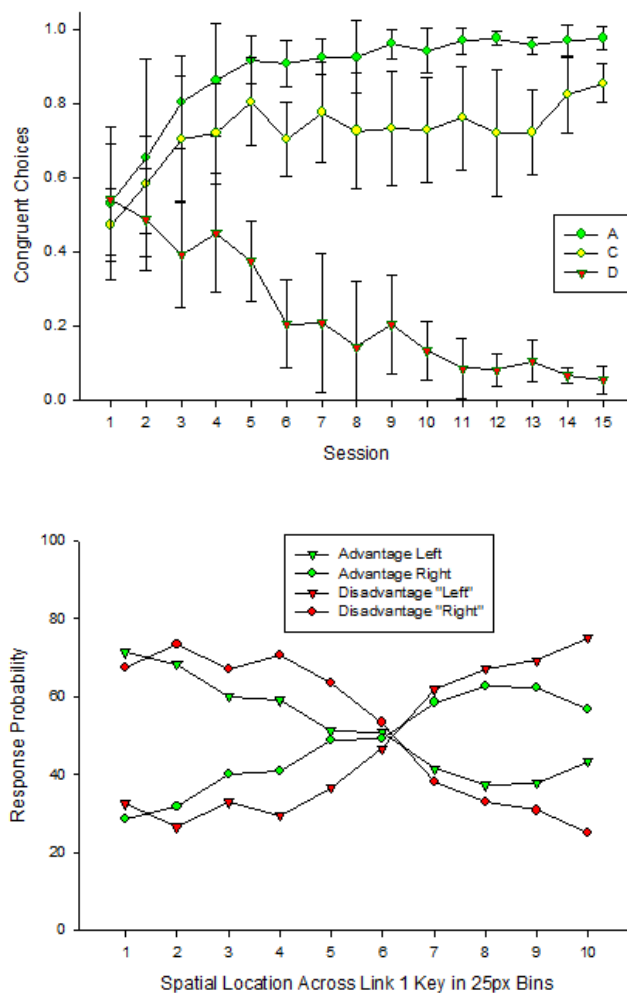 1.0
0.8
0.6
0.4
0.2
0.0
Congruent Choices
A
C
D
1 2 3 4 5 6 7 8 9 10 11 12 13 14 15
Session
100
80
60
40
20
0
Response Probability
Advantage Left
Advantage Right
Disadvantage "Left"
Disadvantage "Right"
1 2 3 4 5 6 7 8 9 10
Spatial Location Across Link 1 Key in 25px Bins